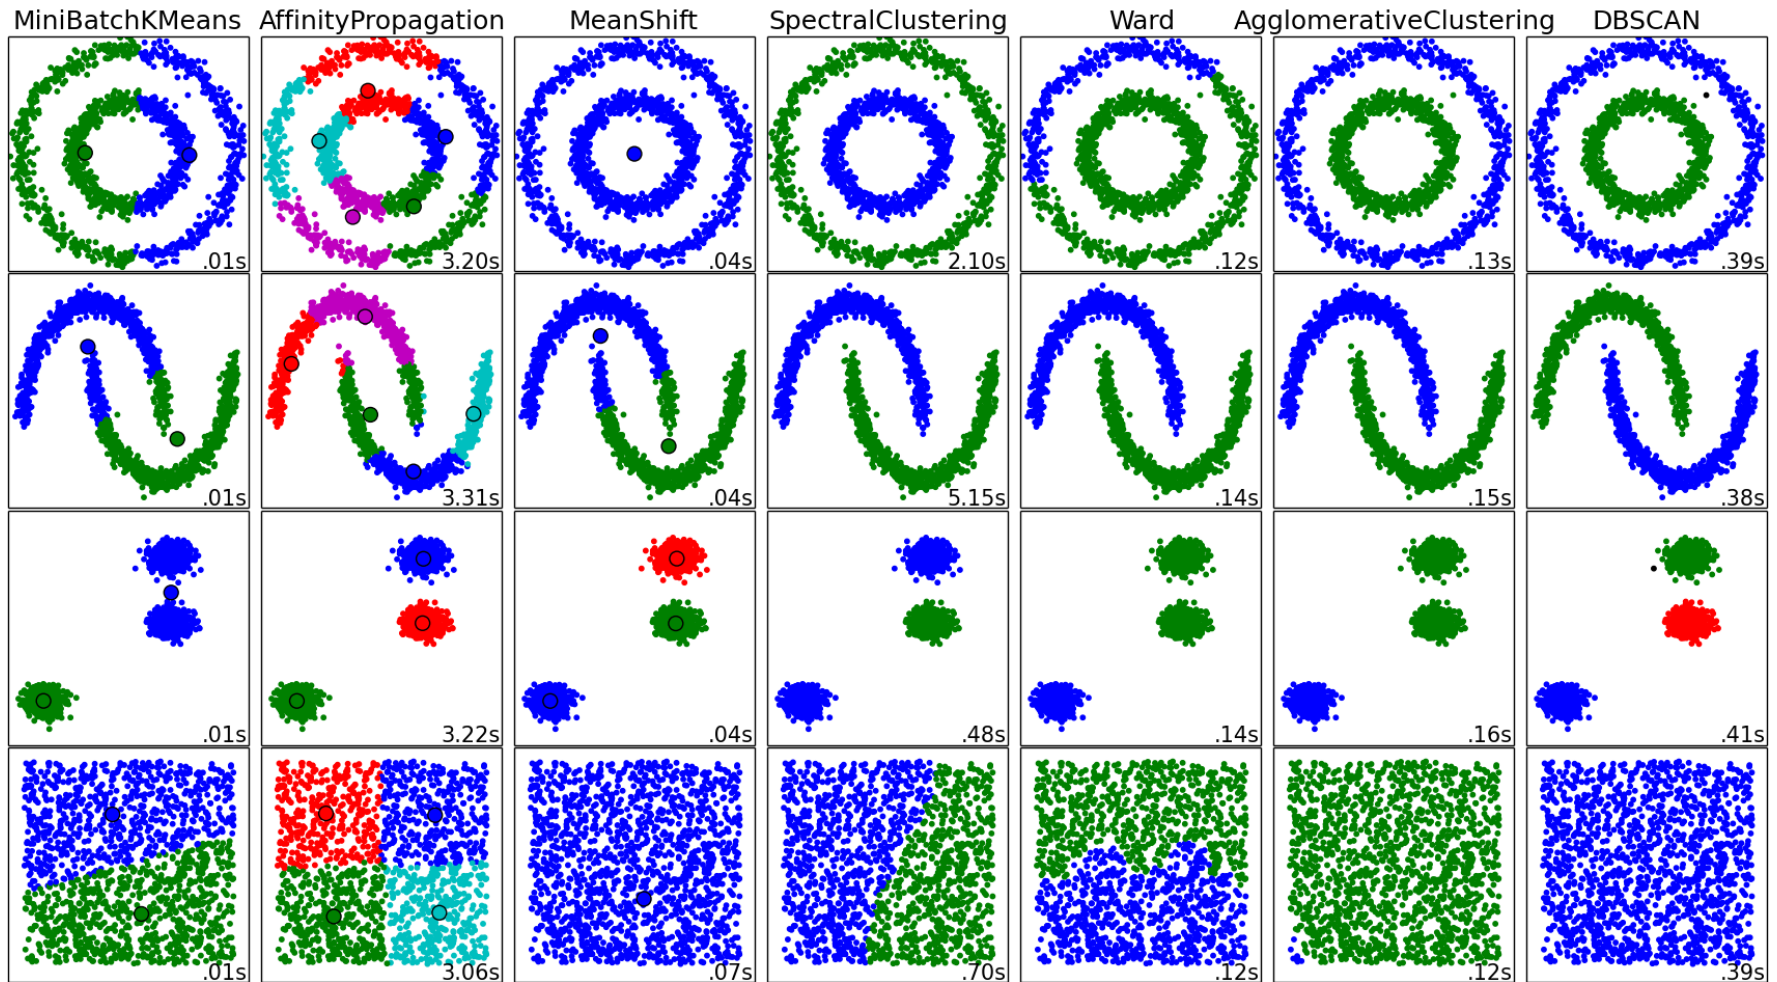 MiniBatchKMeans AffinityPropagation MeanShift SpectralClustering Ward AgglomerativeClustering DBSCAN
.01s 3.20s .04s 2.10s .12s .13s .39s
.01s 3.31s .04s 5.15s .14s .15s .38s
.01s 3.22s .04s .48s .14s .16s .41s
.01s 3.06s .07s .70s .12s .12s .39s